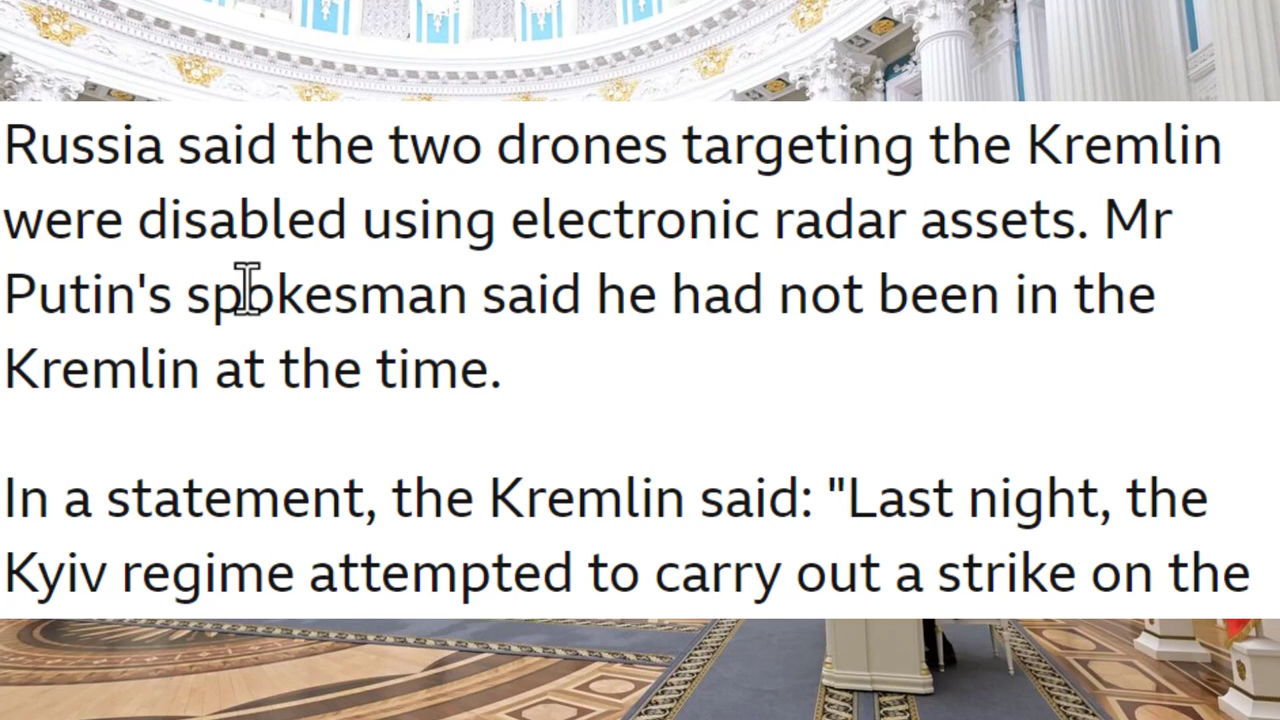 Russia said the two drones targeting the Kremlin
were disabled using electronic radar assets. Mr
Putin's spokesman said he had not been in the
Kremlin at the time.
In a statement, the Kremlin said: "Last night, the
Kyiv regime attempted to carry out a strike on the